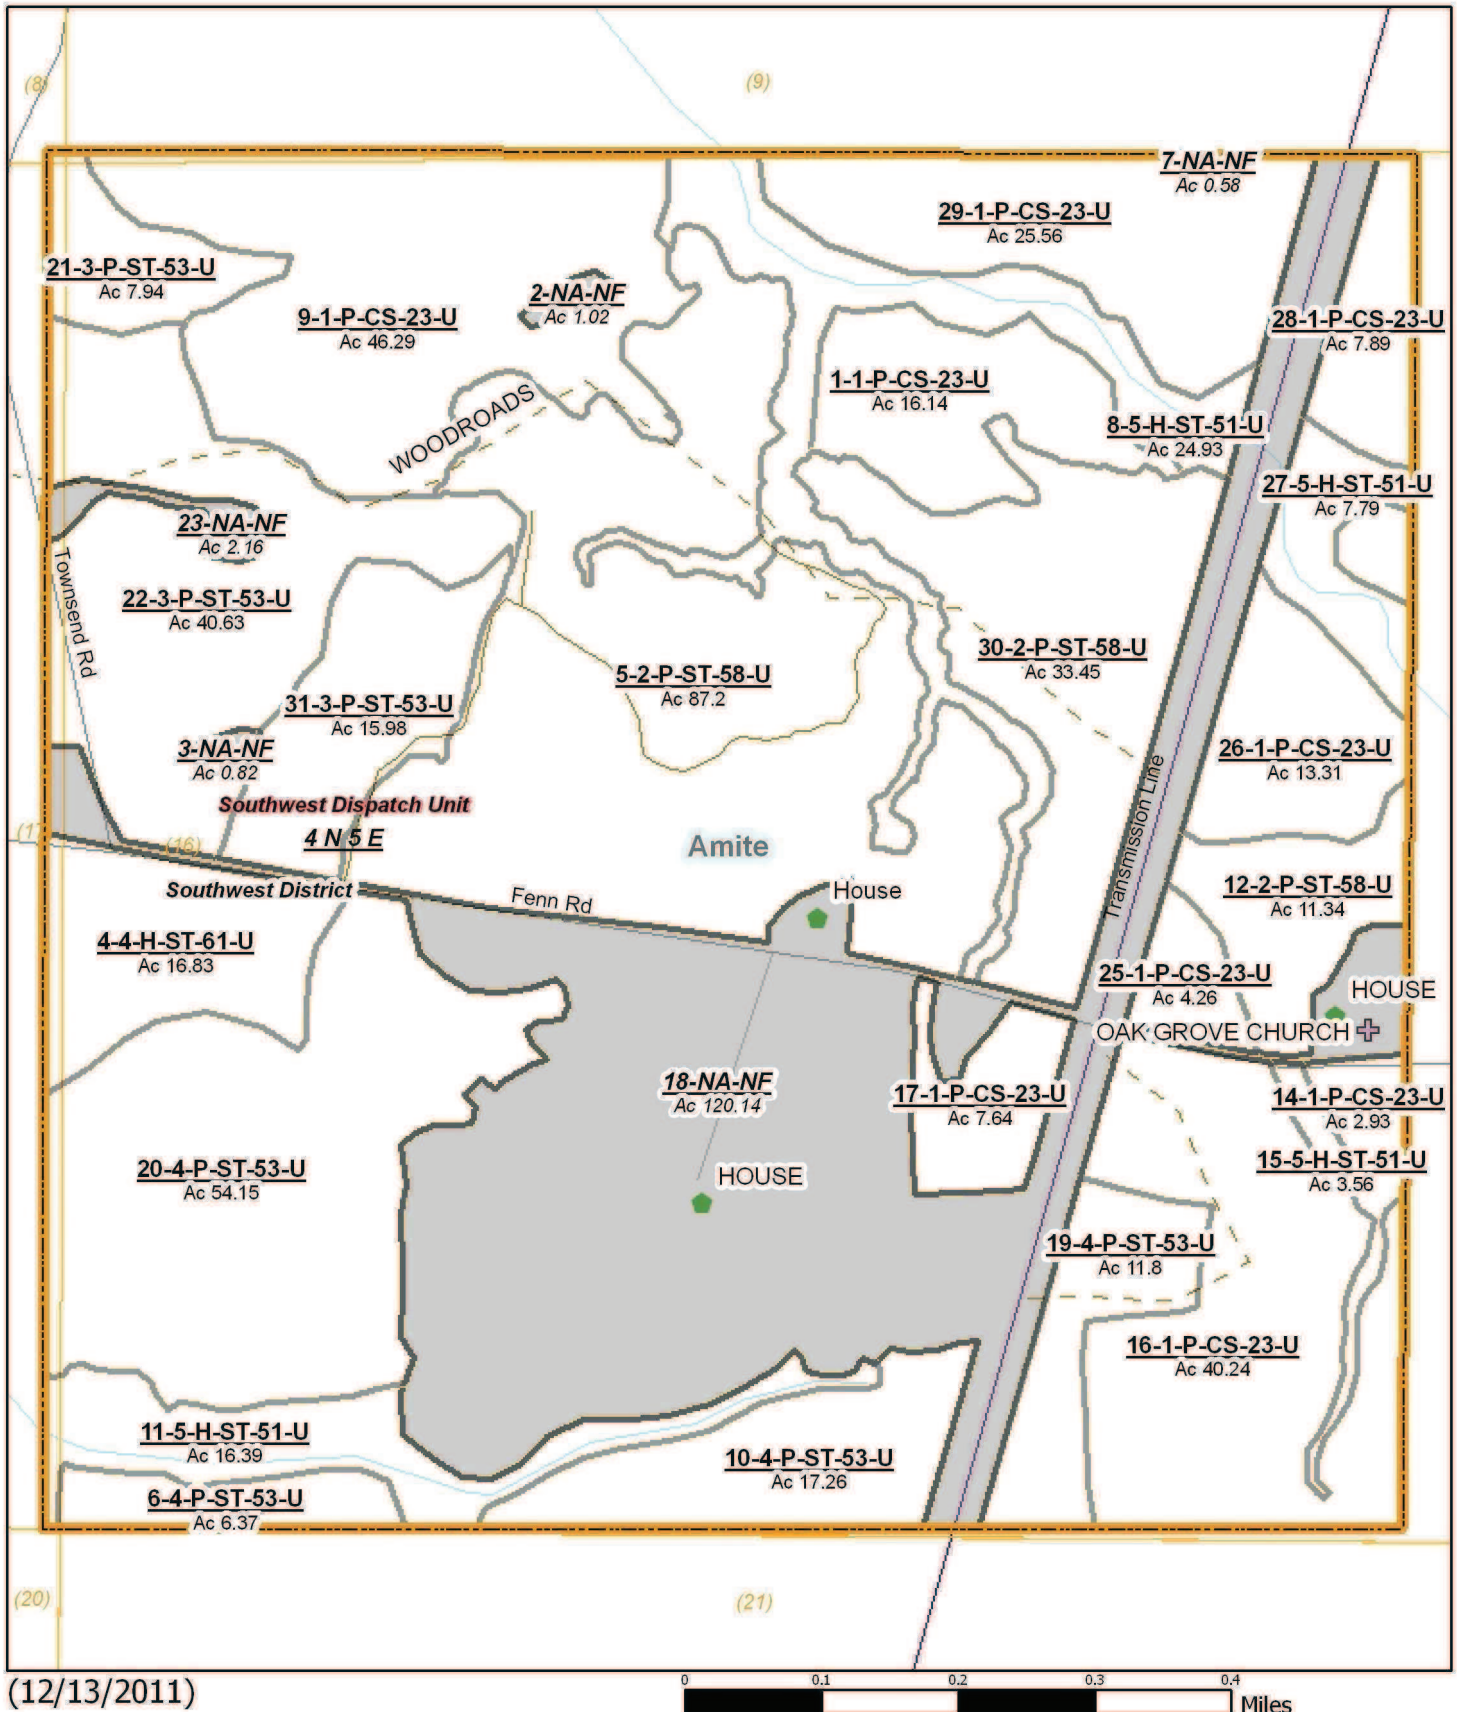 (8)
(9)
7-NA-NF
Ac 0.58
29-1-P-CS-23-U
Ac 25.56
21-3-P-ST-53-U
Ac 7.94
2-NA-NF
Ac 1.02
9-1-P-CS-23-U
Ac 46.29
28-1-P-CS-23-U
Ac 7.89
1-1-P-CS-23-U
Ac 16.14
WOODROADS
8-5-H-ST-51-U
Ac 24.93
27-5-H-ST-51-U
Ac 7.79
23-NA-NF
Ac 2.16
Townsend Rd
22-3-P-ST-53-U
Ac 40.63
30-2-P-ST-58-U
Ac 33.45
5-2-P-ST-58-U
Ac 87.2
31-3-P-ST-53-U
Ac 15.98
3-NA-NF
Ac 0.82
26-1-P-CS-23-U
Ac 13.31
Southwest Dispatch Unit
4 N 5 E
(17
(16)
Amite
Transmission Line
Southwest District
Fenn Rd
House
12-2-P-ST-58-U
Ac 11.34
4-4-H-ST-61-U
Ac 16.83
25-1-P-CS-23-U
Ac 4.26
HOUSE
OAK GROVE CHURCH
18-NA-NF
Ac 120.14
17-1-P-CS-23-U
Ac 7.64
14-1-P-CS-23-U
Ac 2.93
20-4-P-ST-53-U
Ac 54.15
HOUSE
15-5-H-ST-51-U
Ac 3.56
19-4-P-ST-53-U
Ac 11.8
16-1-P-CS-23-U
Ac 40.24
11-5-H-ST-51-U
Ac 16.39
10-4-P-ST-53-U
Ac 17.26
6-4-P-ST-53-U
Ac 6.37
(20)
(21)
(12/13/2011)
0 0.1 0.2 0.3 0.4
Miles